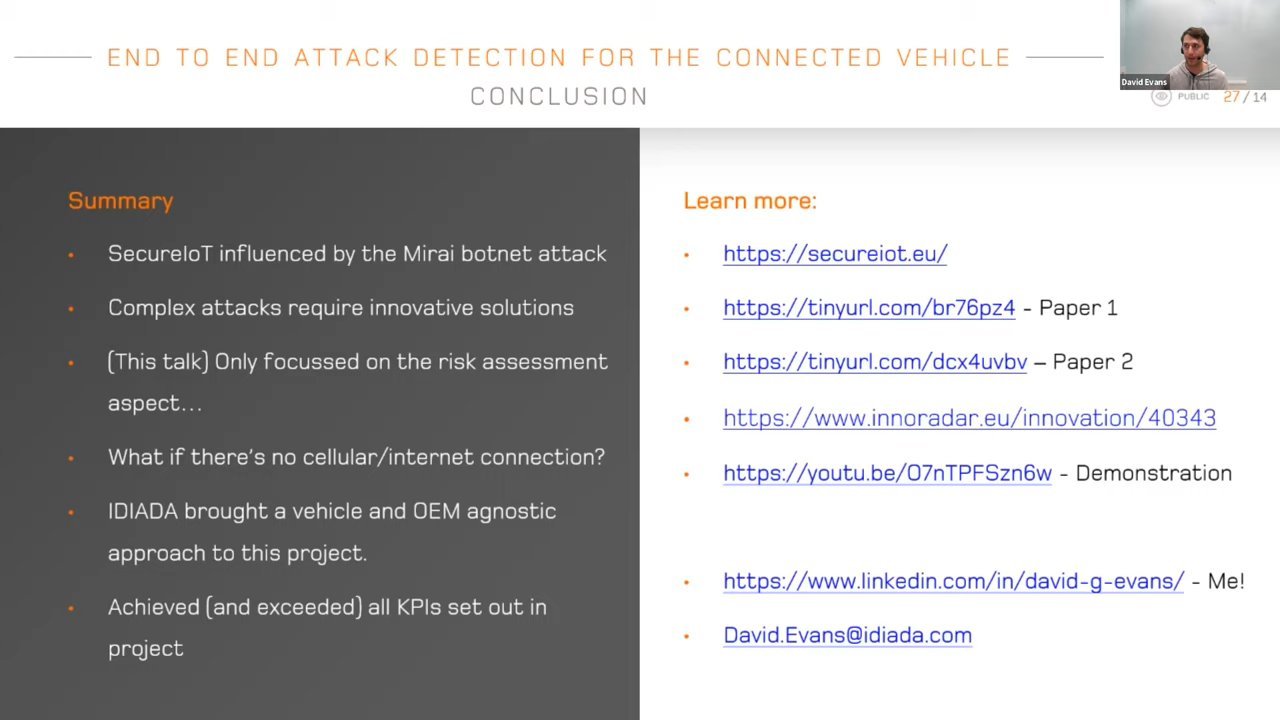 END TO END ATTACK DETECTION FOR THE CONNECTED VEHICLE
CONCLUSION
David Evans
PUBLIC 27 / 14
Summary
• SecureIoT influenced by the Mirai botnet attack
• Complex attacks require innovative solutions
• (This talk) Only focussed on the risk assessment
aspect...
• What if there's no cellular/internet connection?
• IDIADA brought a vehicle and OEM agnostic
approach to this project.
• Achieved (and exceeded) all KPIs set out in
project
Learn more:
• https://secureiot.eu/
• https://tinyurl.com/br76pz4 - Paper 1
• https://tinyurl.com/dcx4uvbv – Paper 2
• https://www.innoradar.eu/innovation/40343
• https://youtu.be/O7nTPFSzn6w - Demonstration
• https://www.linkedin.com/in/david-g-evans/ - Me!
• David.Evans@idiada.com